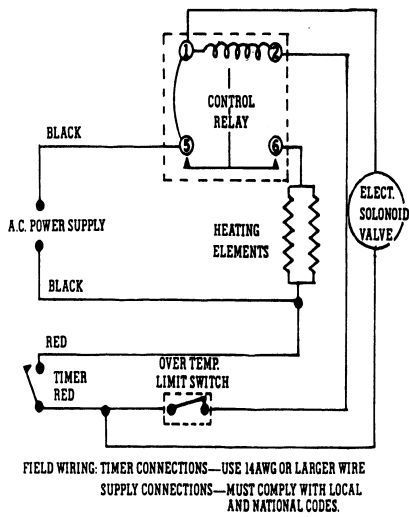 1
2
CONTROL
RELAY
BLACK
5
6
A.C. POWER SUPPLY
HEATING
ELEMENTS
ELECT.
SOLONOID
VALVE
BLACK
RED
TIMER
RED
OVER TEMP.
LIMIT SWITCH
FIELD WIRING: TIMER CONNECTIONS—USE 14AWG OR LARGER WIRE
SUPPLY CONNECTIONS—MUST COMPLY WITH LOCAL
AND NATIONAL CODES.